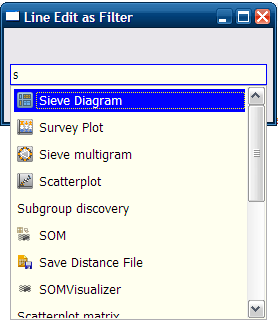 Line Edit as Filter
s
Sieve Diagram
Survey Plot
Sieve multigram
Scatterplot
Subgroup discovery
SOM
Save Distance File
SOMVisualizer
Scatterplot matrix